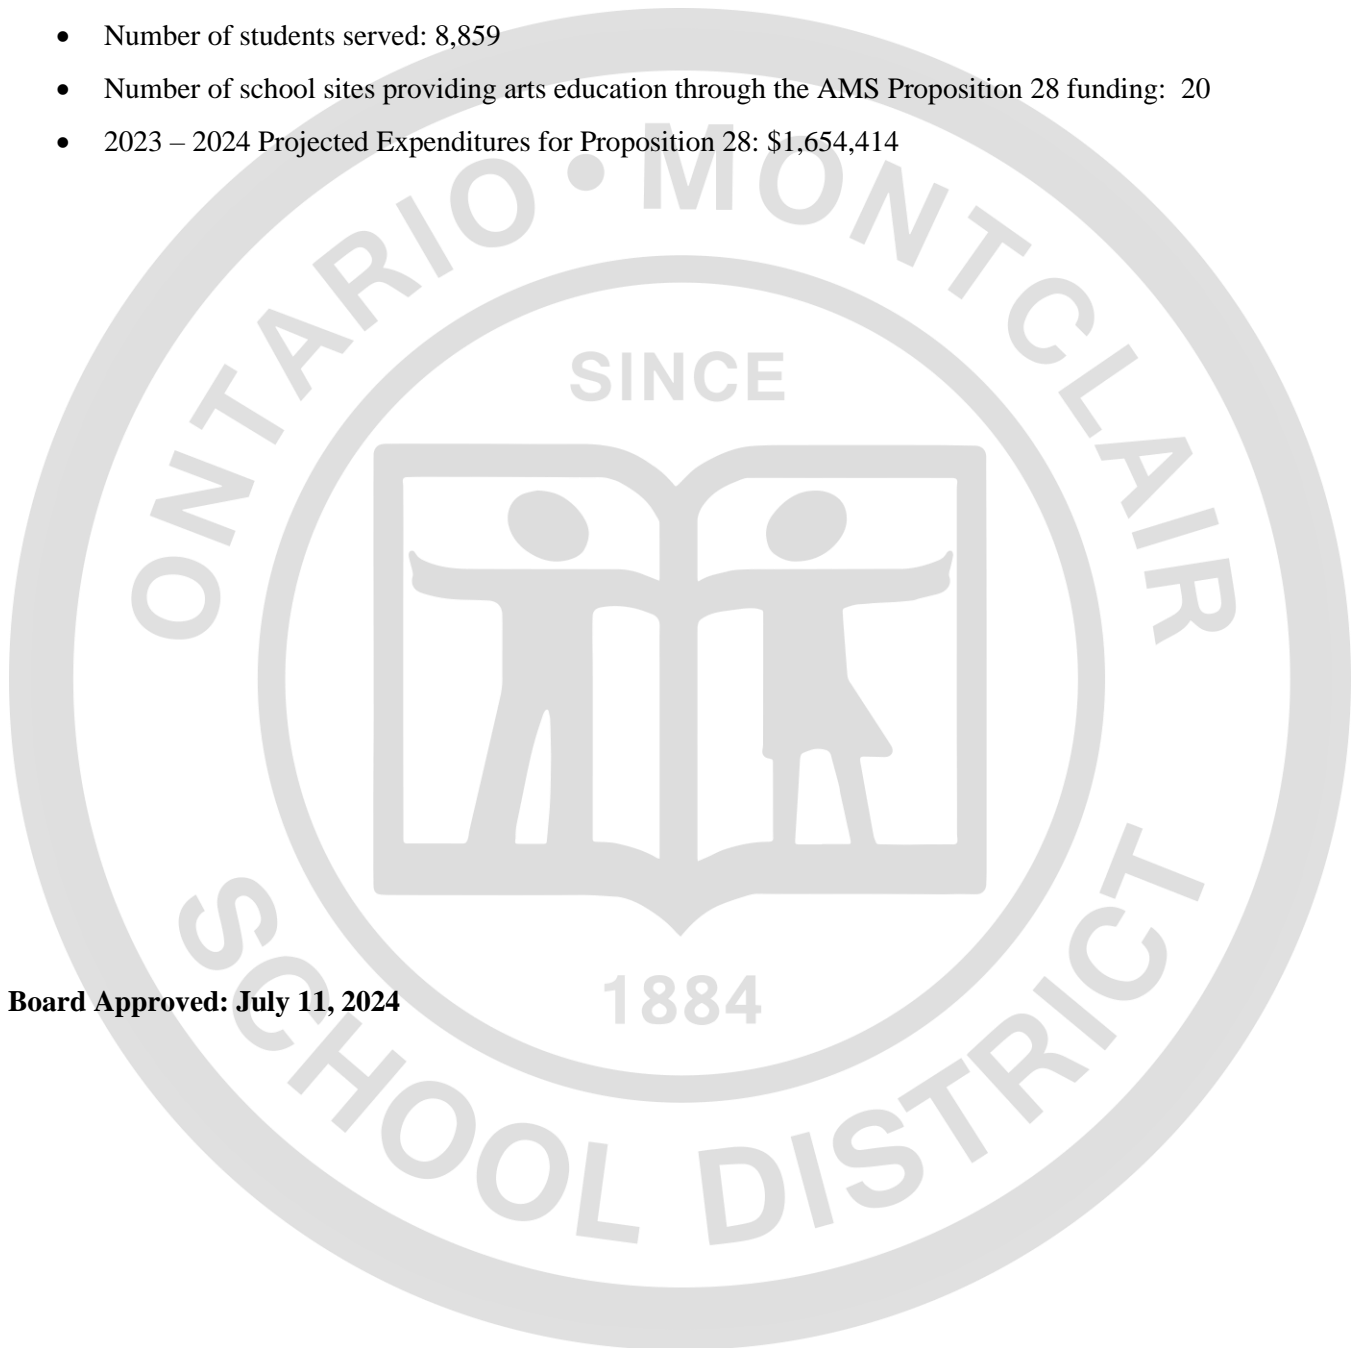 • Number of students served: 8,859
• Number of school sites providing arts education through the AMS Proposition 28 funding: 20
• 2023 – 2024 Projected Expenditures for Proposition 28: $1,654,414
ONTARIO • MONTCLAIR
SINCE
1884
SCHOOL DISTRICT
Board Approved: July 11, 2024